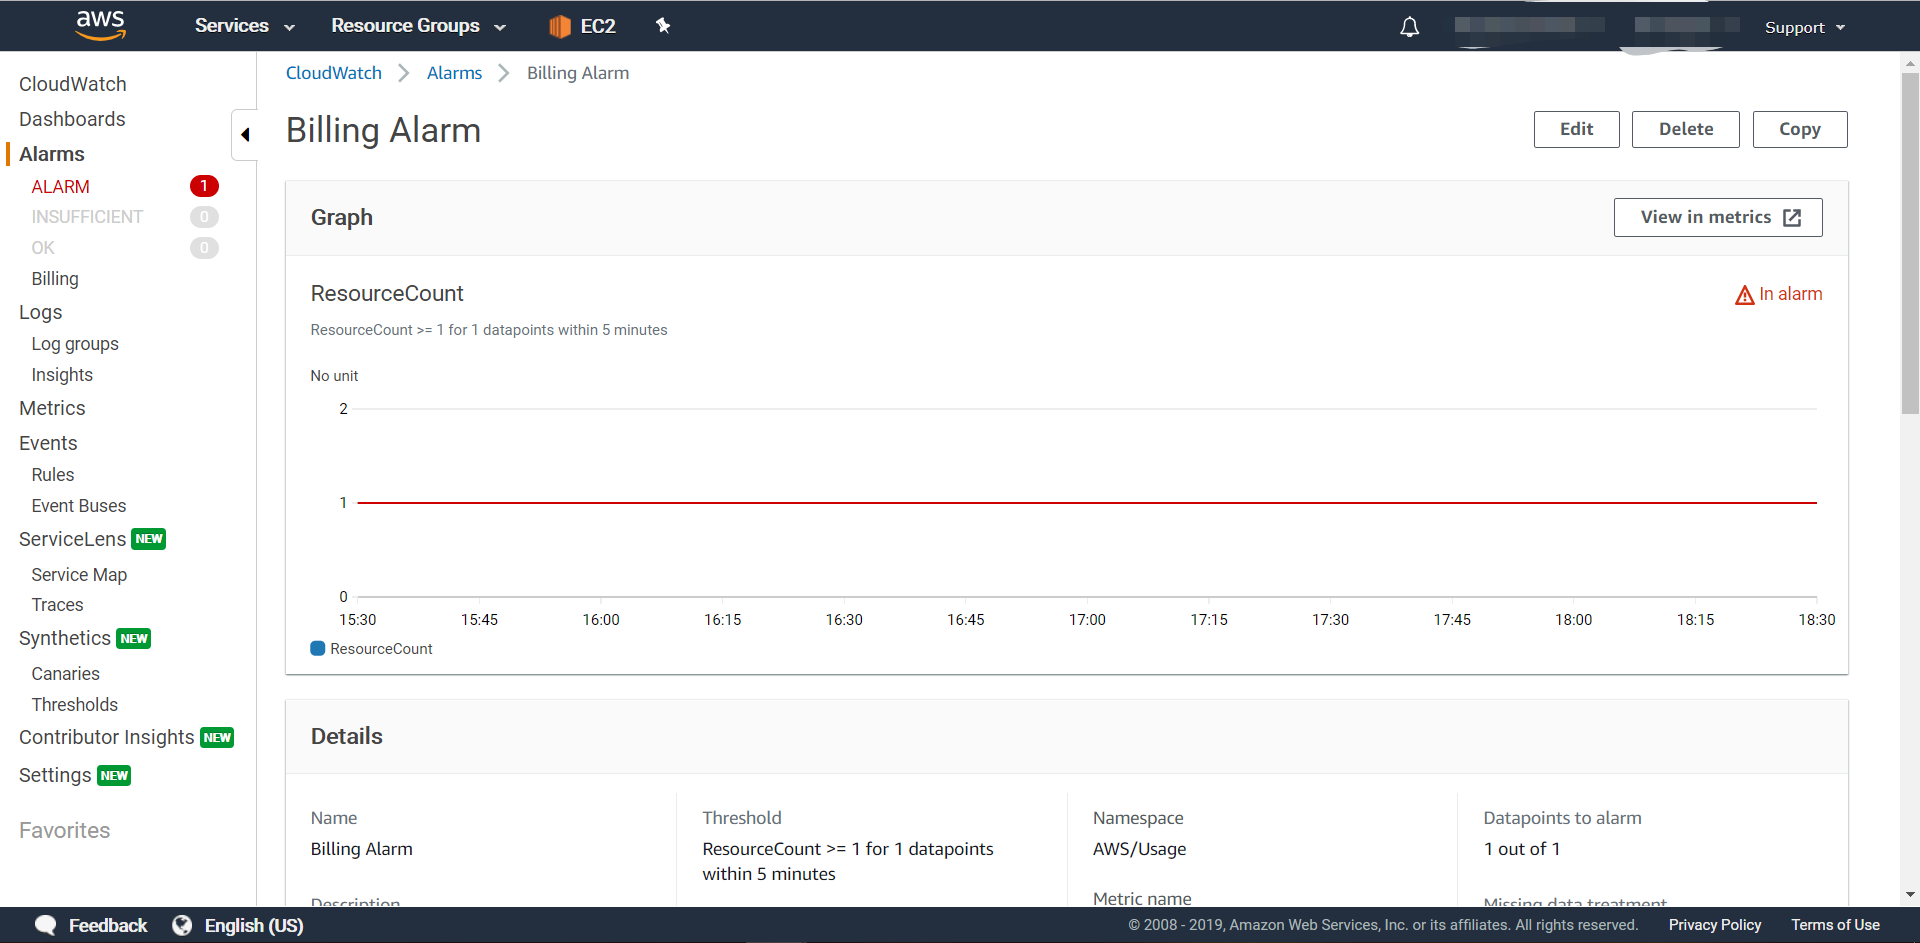 aws Services Resource Groups EC2 Support
CloudWatch
Dashboards
Alarms
ALARM 1
INSUFFICIENT 0
OK 0
Billing
Logs
Log groups
Insights
Metrics
Events
Rules
Event Buses
ServiceLens NEW
Service Map
Traces
Synthetics NEW
Canaries
Thresholds
Contributor Insights NEW
Settings NEW
Favorites
CloudWatch Alarms Billing Alarm
Billing Alarm
Edit Delete Copy
Graph
View in metrics
ResourceCount
In alarm
ResourceCount >= 1 for 1 datapoints within 5 minutes
No unit
2
1
0
15:30 15:45 16:00 16:15 16:30 16:45 17:00 17:15 17:30 17:45 18:00 18:15 18:30
ResourceCount
Details
Name
Billing Alarm
Description
Threshold
ResourceCount >= 1 for 1 datapoints
within 5 minutes
Namespace
AWS/Usage
Metric name
Datapoints to alarm
1 out of 1
Missing data treatment
Feedback English (US) © 2008 - 2019, Amazon Web Services, Inc. or its affiliates. All rights reserved. Privacy Policy Terms of Use